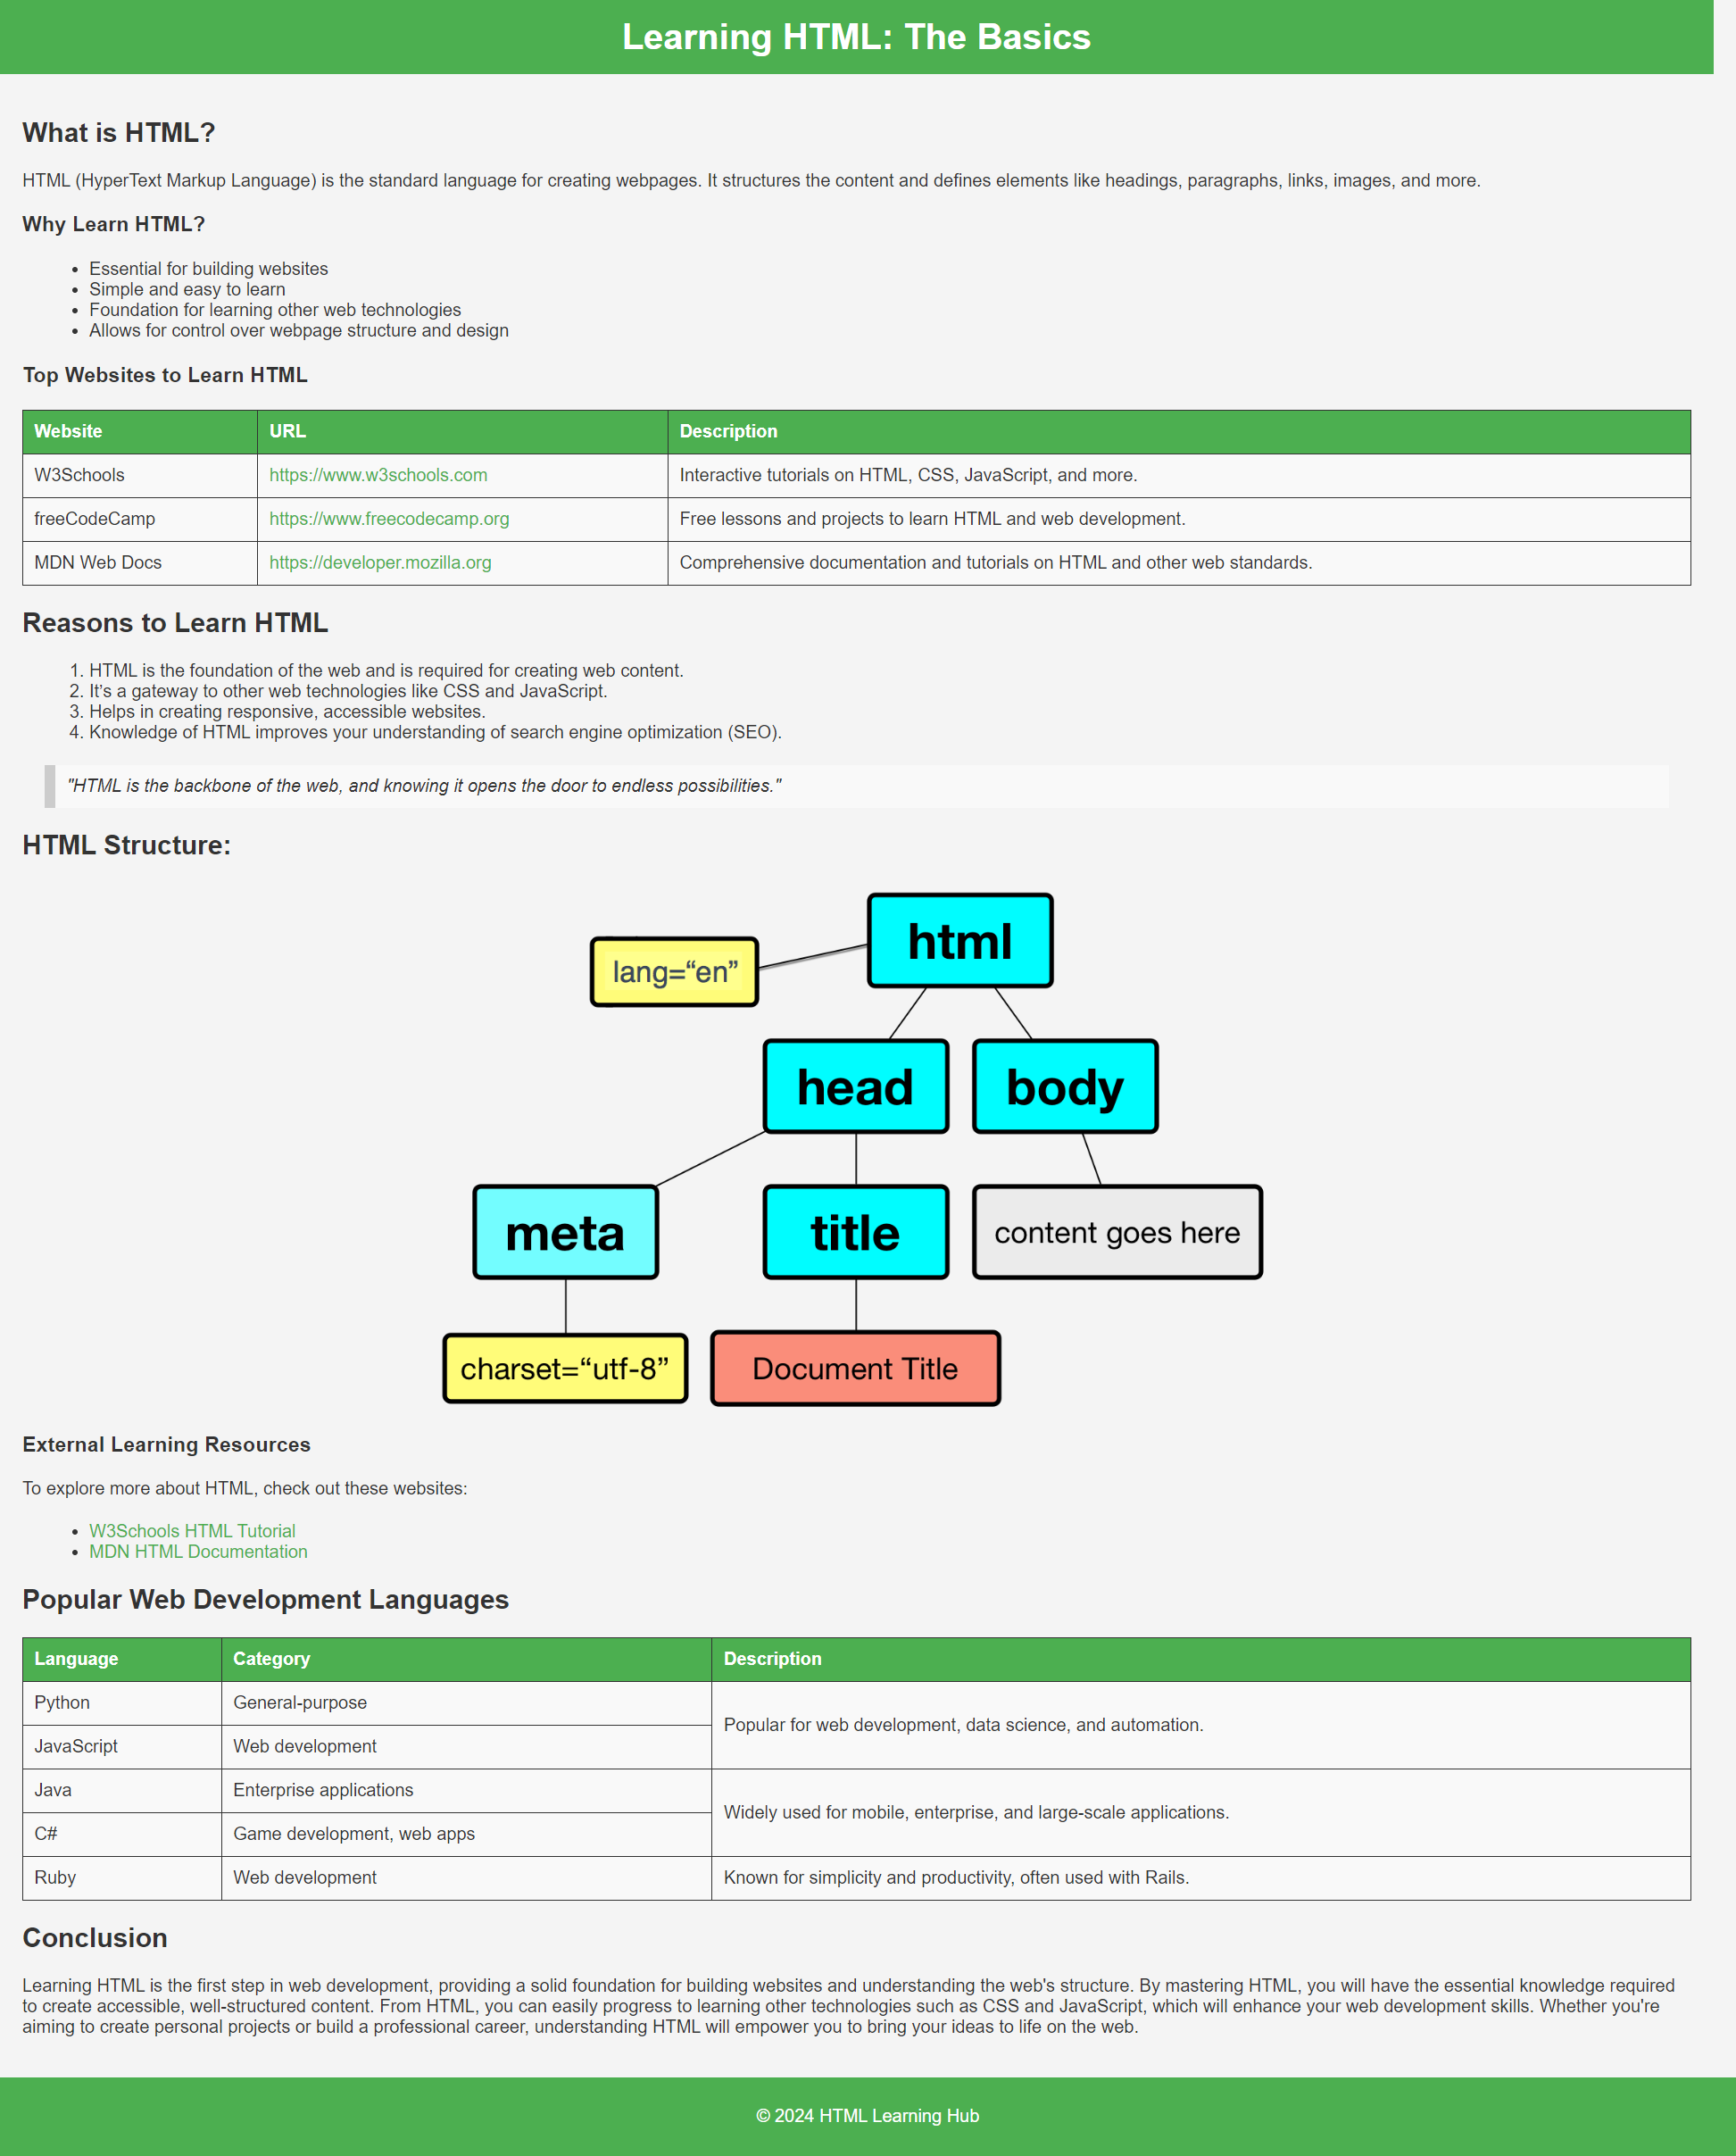 Learning HTML: The Basics
What is HTML?
HTML (HyperText Markup Language) is the standard language for creating webpages. It structures the content and defines elements like headings, paragraphs, links, images, and more.
Why Learn HTML?
• Essential for building websites
• Simple and easy to learn
• Foundation for learning other web technologies
• Allows for control over webpage structure and design
Top Websites to Learn HTML
Website URL Description
W3Schools https://www.w3schools.com Interactive tutorials on HTML, CSS, JavaScript, and more.
freeCodeCamp https://www.freecodecamp.org Free lessons and projects to learn HTML and web development.
MDN Web Docs https://developer.mozilla.org Comprehensive documentation and tutorials on HTML and other web standards.
Reasons to Learn HTML
1. HTML is the foundation of the web and is required for creating web content.
2. It’s a gateway to other web technologies like CSS and JavaScript.
3. Helps in creating responsive, accessible websites.
4. Knowledge of HTML improves your understanding of search engine optimization (SEO).
"HTML is the backbone of the web, and knowing it opens the door to endless possibilities."
HTML Structure:
html
lang=“en”
head body
meta title content goes here
charset=“utf-8” Document Title
External Learning Resources
To explore more about HTML, check out these websites:
• W3Schools HTML Tutorial
• MDN HTML Documentation
Popular Web Development Languages
Language Category Description
Python General-purpose
Popular for web development, data science, and automation.
JavaScript Web development
Java Enterprise applications
Widely used for mobile, enterprise, and large-scale applications.
C# Game development, web apps
Ruby Web development Known for simplicity and productivity, often used with Rails.
Conclusion
Learning HTML is the first step in web development, providing a solid foundation for building websites and understanding the web's structure. By mastering HTML, you will have the essential knowledge required
to create accessible, well-structured content. From HTML, you can easily progress to learning other technologies such as CSS and JavaScript, which will enhance your web development skills. Whether you're
aiming to create personal projects or build a professional career, understanding HTML will empower you to bring your ideas to life on the web.
© 2024 HTML Learning Hub